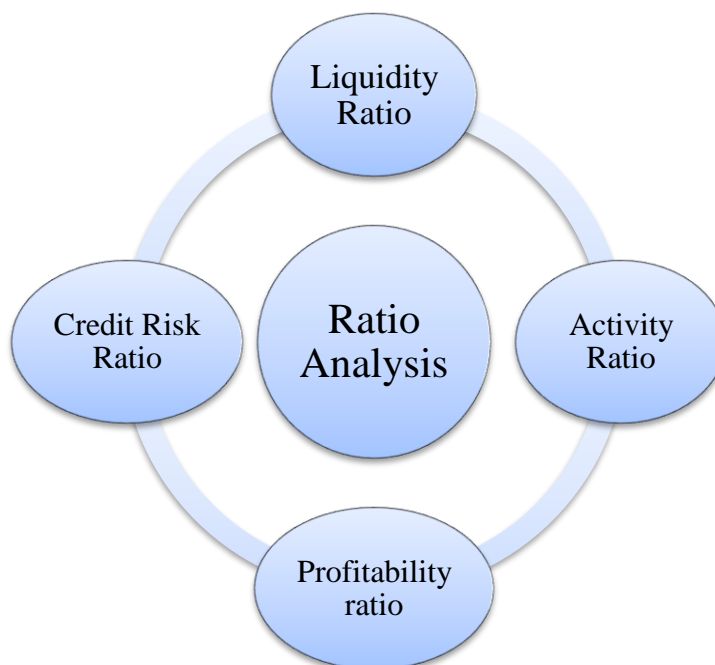 Liquidity
Ratio
Credit Risk
Ratio
Ratio
Analysis
Activity
Ratio
Profitability
ratio